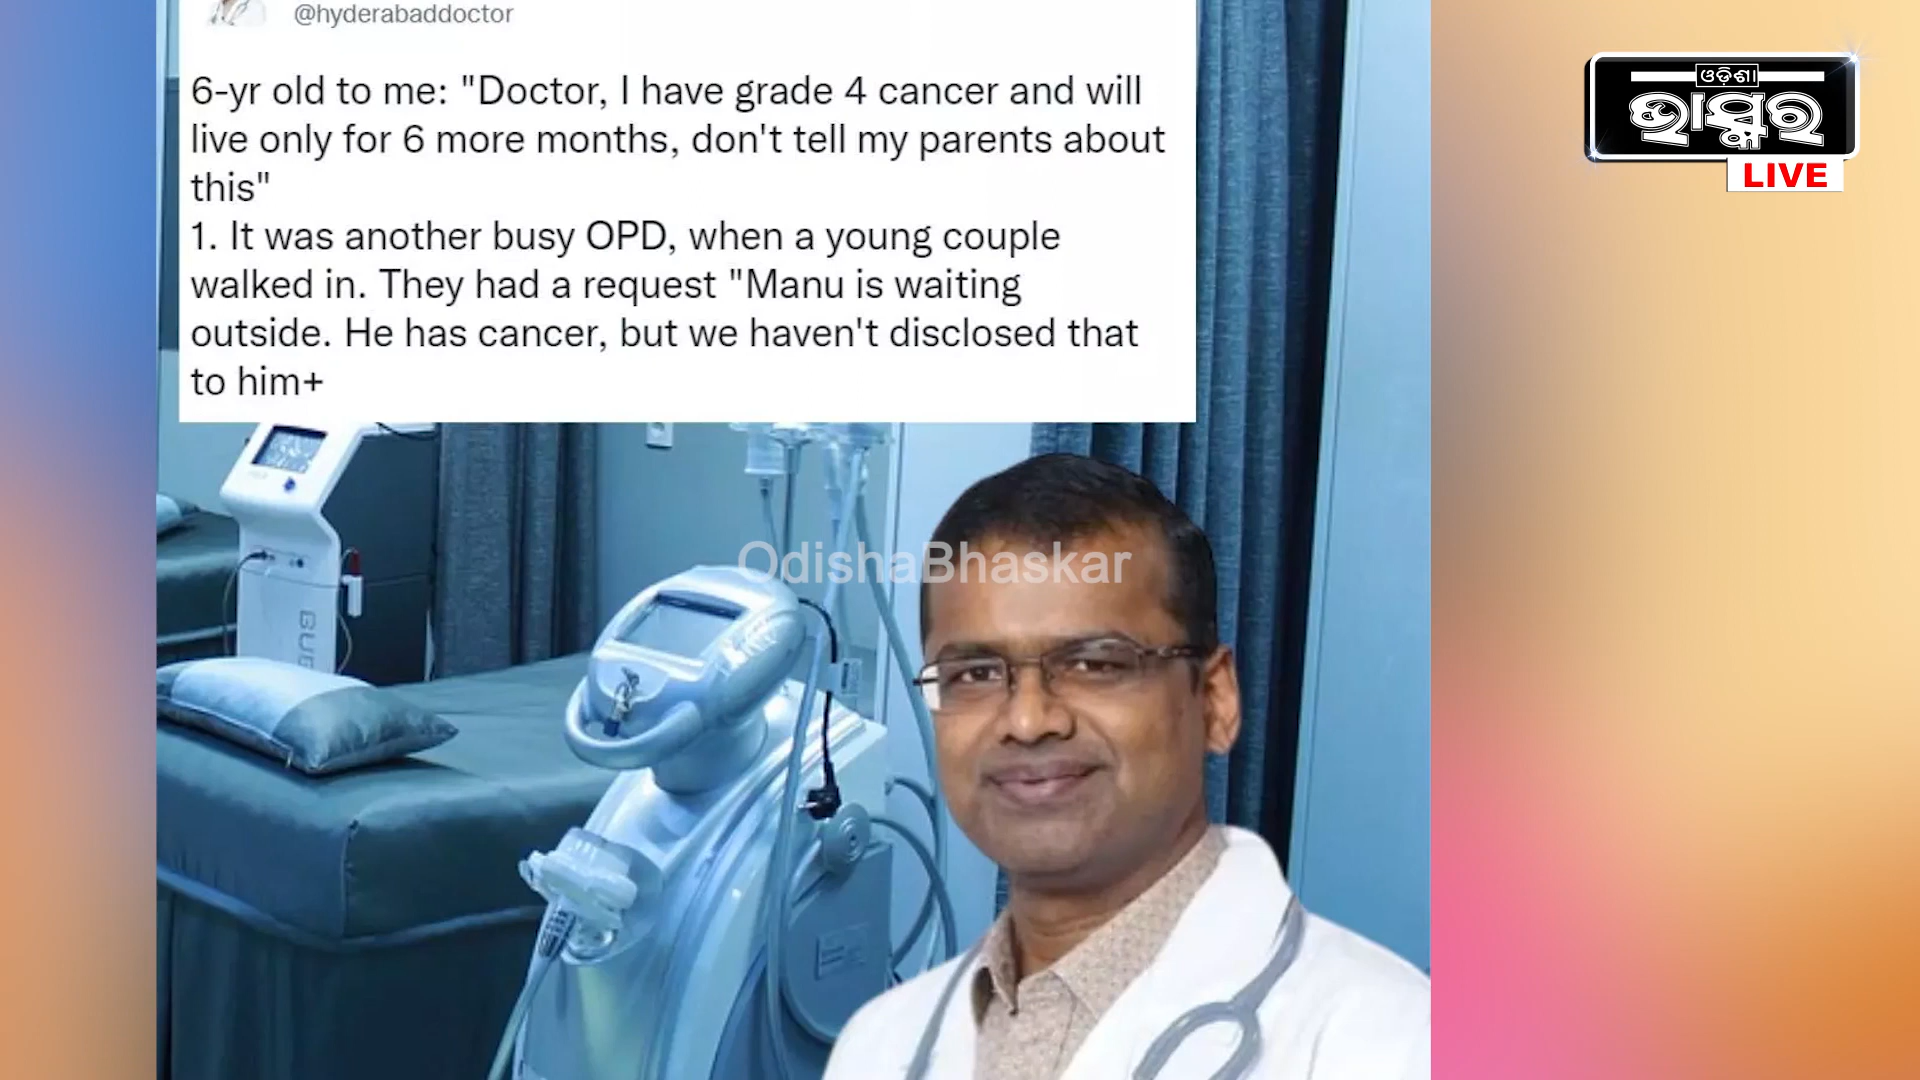 @hyderabaddoctor
6-yr old to me: "Doctor, I have grade 4 cancer and will
live only for 6 more months, don't tell my parents about
this"
1. It was another busy OPD, when a young couple
walked in. They had a request "Manu is waiting
outside. He has cancer, but we haven't disclosed that
to him+
ଓଡ଼ିଶା
ଭାସ୍କର
LIVE
OdishaBhaskar